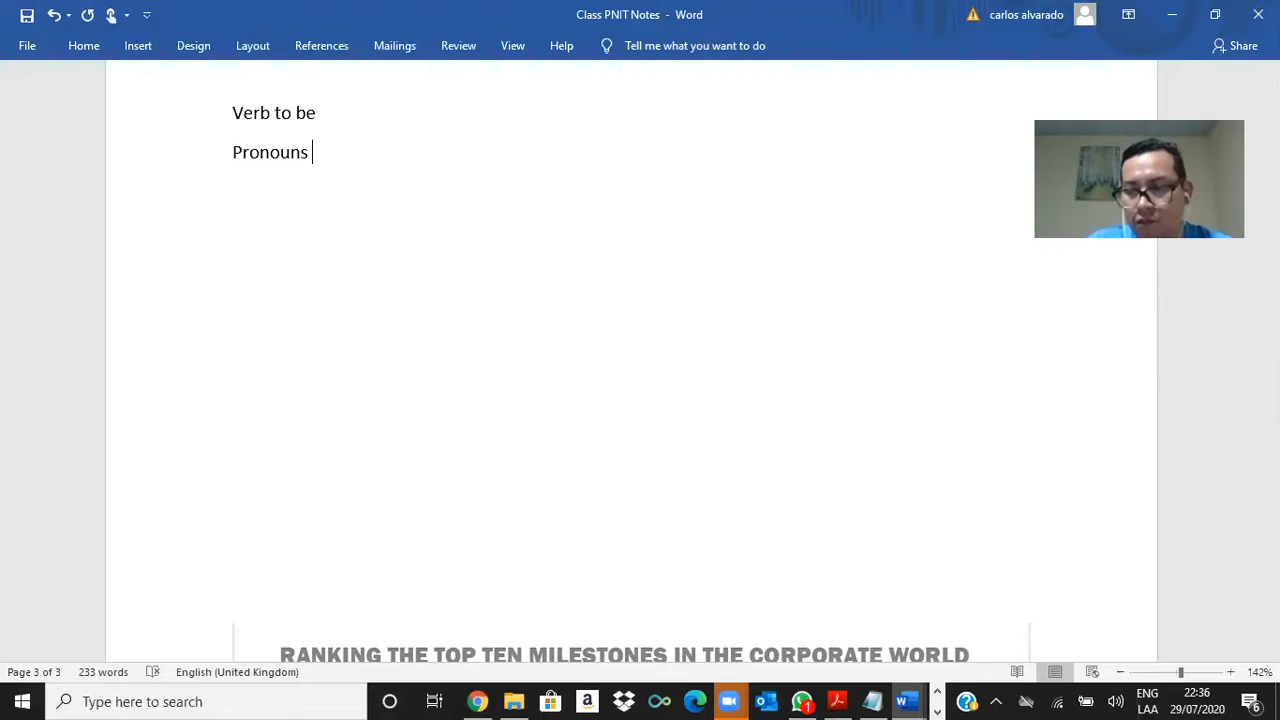 Class PNIT Notes - Word
carlos alvarado
File Home Insert Design Layout References Mailings Review View Help Tell me what you want to do Share
Verb to be
Pronouns
RANKING THE TOP TEN MILESTONES IN THE CORPORATE WORLD
Page 3 of 3 233 words English (United Kingdom) 142%
Type here to search
1
ENG 22:36
LAA 29/07/2020 6